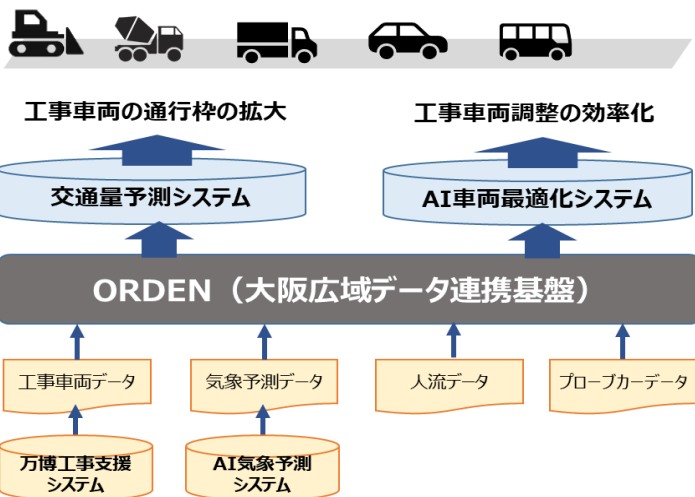 工事車両の通行枠の拡大
工事車両調整の効率化
交通量予測システム
AI車両最適化システム
ORDEN（大阪広域データ連携基盤）
工事車両データ
気象予測データ
人流データ
プローブカーデータ
万博工事支援
システム
AI気象予測
システム